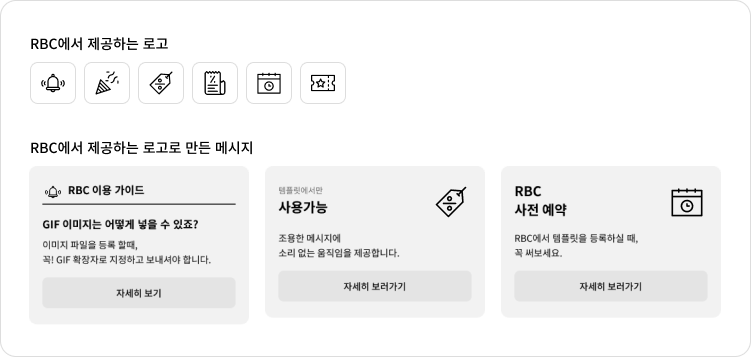 RBC에서 제공하는 로고
RBC에서 제공하는 로고로 만든 메시지
RBC 이용 가이드
GIF 이미지는 어떻게 넣을 수 있죠?
이미지 파일을 등록 할때,
꼭! GIF 확장자로 지정하고 보내셔야 합니다.
자세히 보기
템플릿에서만
사용가능
조용한 메시지에
소리 없는 움직임을 제공합니다.
자세히 보러가기
RBC
사전 예약
RBC에서 템플릿을 등록하실 때,
꼭 써보세요.
자세히 보러가기